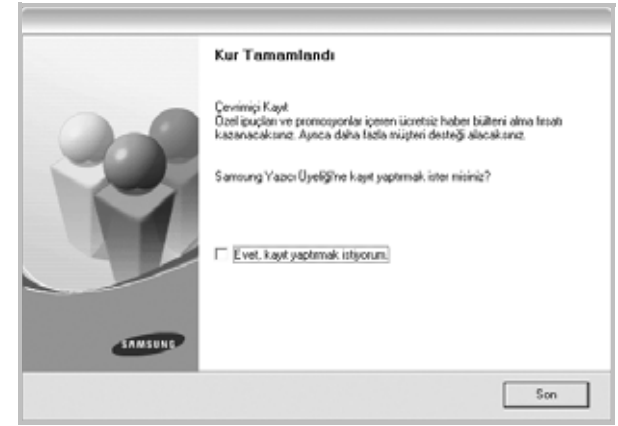 Kur Tamamlandı
Çevrimiçi Kayıt
Özel ipuçları ve promosyonlar içeren ücretsiz haber bülteni alma fırsatı
kazanacaksınız. Ayrıca daha fazla müşteri desteği alacaksınız.
Samsung Yazıcı Üyeliği'ne kayıt yaptırmak ister misiniz?
Evet, kayıt yaptırmak istiyorum.
SAMSUNG
Son